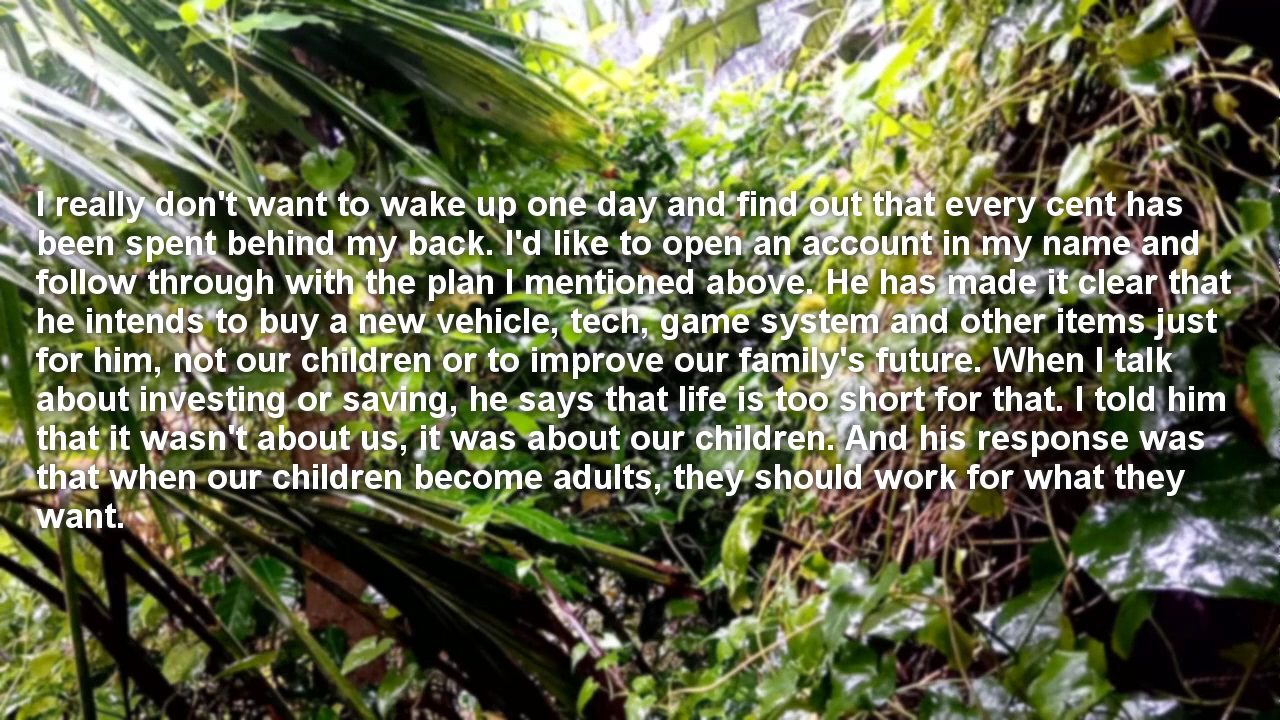 I really don't want to wake up one day and find out that every cent has
been spent behind my back. I'd like to open an account in my name and
follow through with the plan I mentioned above. He has made it clear that
he intends to buy a new vehicle, tech, game system and other items just
for him, not our children or to improve our family's future. When I talk
about investing or saving, he says that life is too short for that. I told him
that it wasn't about us, it was about our children. And his response was
that when our children become adults, they should work for what they
want.